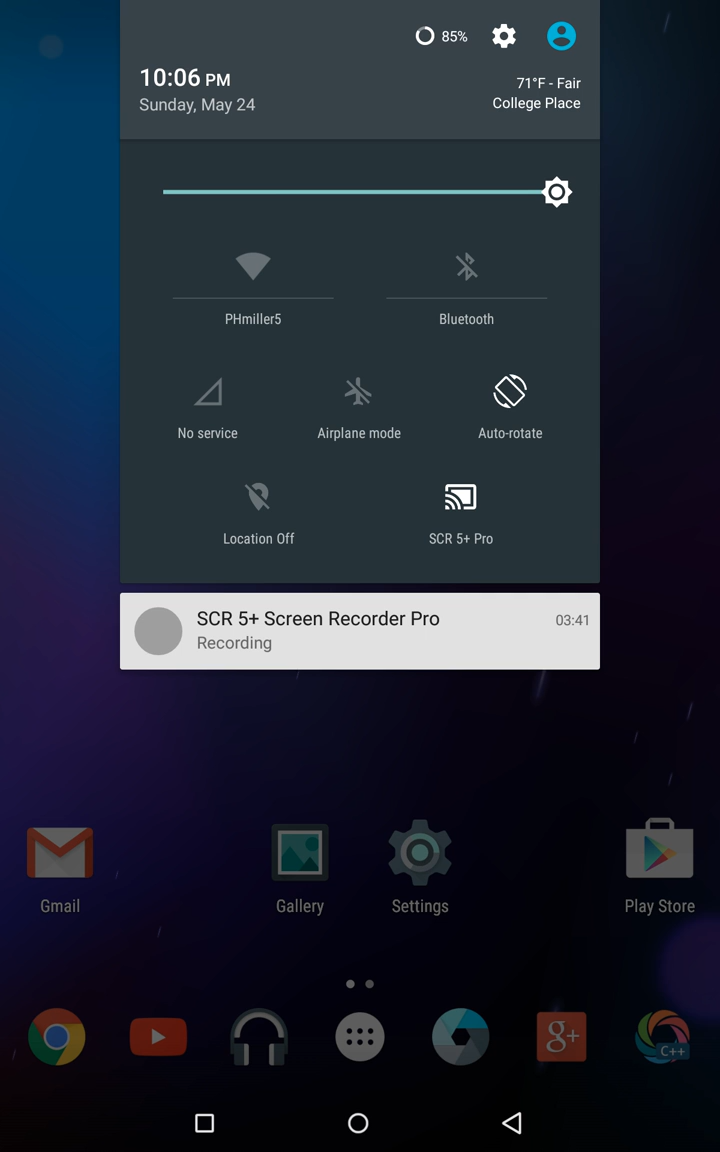 85%
10:06 PM
Sunday, May 24
71°F - Fair
College Place
PHmiller5
Bluetooth
No service
Airplane mode
Auto-rotate
Location Off
SCR 5+ Pro
SCR 5+ Screen Recorder Pro
03:41
Recording
Gmail
Gallery
Settings
Play Store
g+
C++